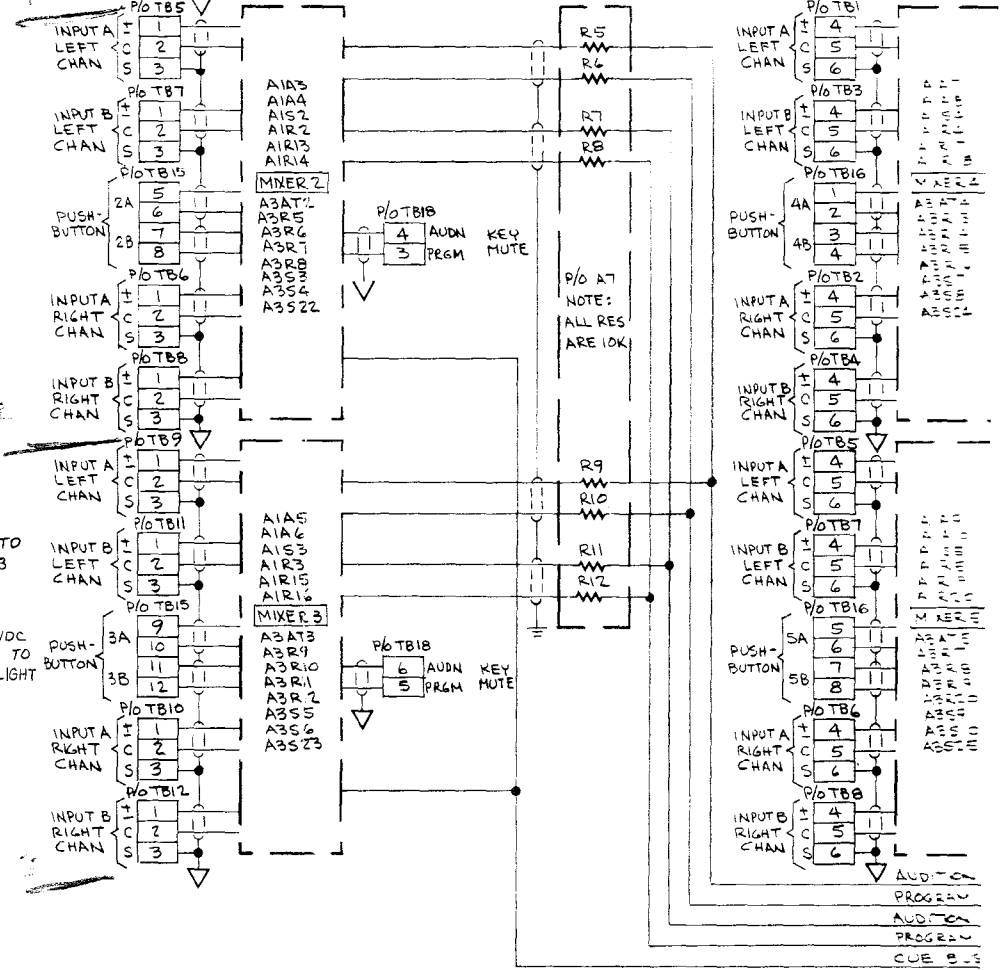 P/O TB5
INPUT A
LEFT
CHAN
± 1
C 2
S 3
P/O TB7
INPUT B
LEFT
CHAN
± 1
C 2
S 3
P/O TB15
PUSH-
BUTTON
2A
5
6
2B
7
8
P/O TB6
INPUT A
RIGHT
CHAN
± 1
C 2
S 3
P/O TB8
INPUT B
RIGHT
CHAN
± 1
C 2
S 3
A1A3
A1A4
A1S2
A1R2
A1R13
A1R14
MIXER 2
A3AT2
A3R5
A3R6
A3R7
A3R8
A3S3
A3S4
A3S22
P/O TB18
4 AUDN
3 PRGM
KEY
MUTE
R5
R6
R7
R8
P/O A7
NOTE:
ALL RES
ARE 10K
R9
R10
R11
R12
P/O TB9
INPUT A
LEFT
CHAN
± 1
C 2
S 3
P/O TB11
INPUT B
LEFT
CHAN
± 1
C 2
S 3
P/O TB15
PUSH-
BUTTON
3A
9
10
3B
11
12
P/O TB10
INPUT A
RIGHT
CHAN
± 1
C 2
S 3
P/O TB12
INPUT B
RIGHT
CHAN
± 1
C 2
S 3
TO
3
VDC
TO
LIGHT
A1A5
A1A6
A1S3
A1R3
A1R15
A1R16
MIXER 3
A3AT3
A3R9
A3R10
A3S5
A3S6
A3S23
P/O TB18
6 AUDN
5 PRGM
KEY
MUTE
P/O TB1
INPUT A
LEFT
CHAN
± 4
C 5
S 6
P/O TB3
INPUT B
LEFT
CHAN
± 4
C 5
S 6
P/O TB16
PUSH-
BUTTON
4A
1
2
4B
3
4
P/O TB2
INPUT A
RIGHT
CHAN
± 4
C 5
S 6
P/O TB4
INPUT B
RIGHT
CHAN
± 4
C 5
S 6
P/O TB5
INPUT A
LEFT
CHAN
± 4
C 5
S 6
P/O TB7
INPUT B
LEFT
CHAN
± 4
C 5
S 6
P/O TB16
PUSH-
BUTTON
5A
5
6
5B
7
8
P/O TB6
INPUT A
RIGHT
CHAN
± 4
C 5
S 6
P/O TB8
INPUT B
RIGHT
CHAN
± 4
C 5
S 6
AUDITION
PROGRAM
AUDITION
PROGRAM
CUE BUS